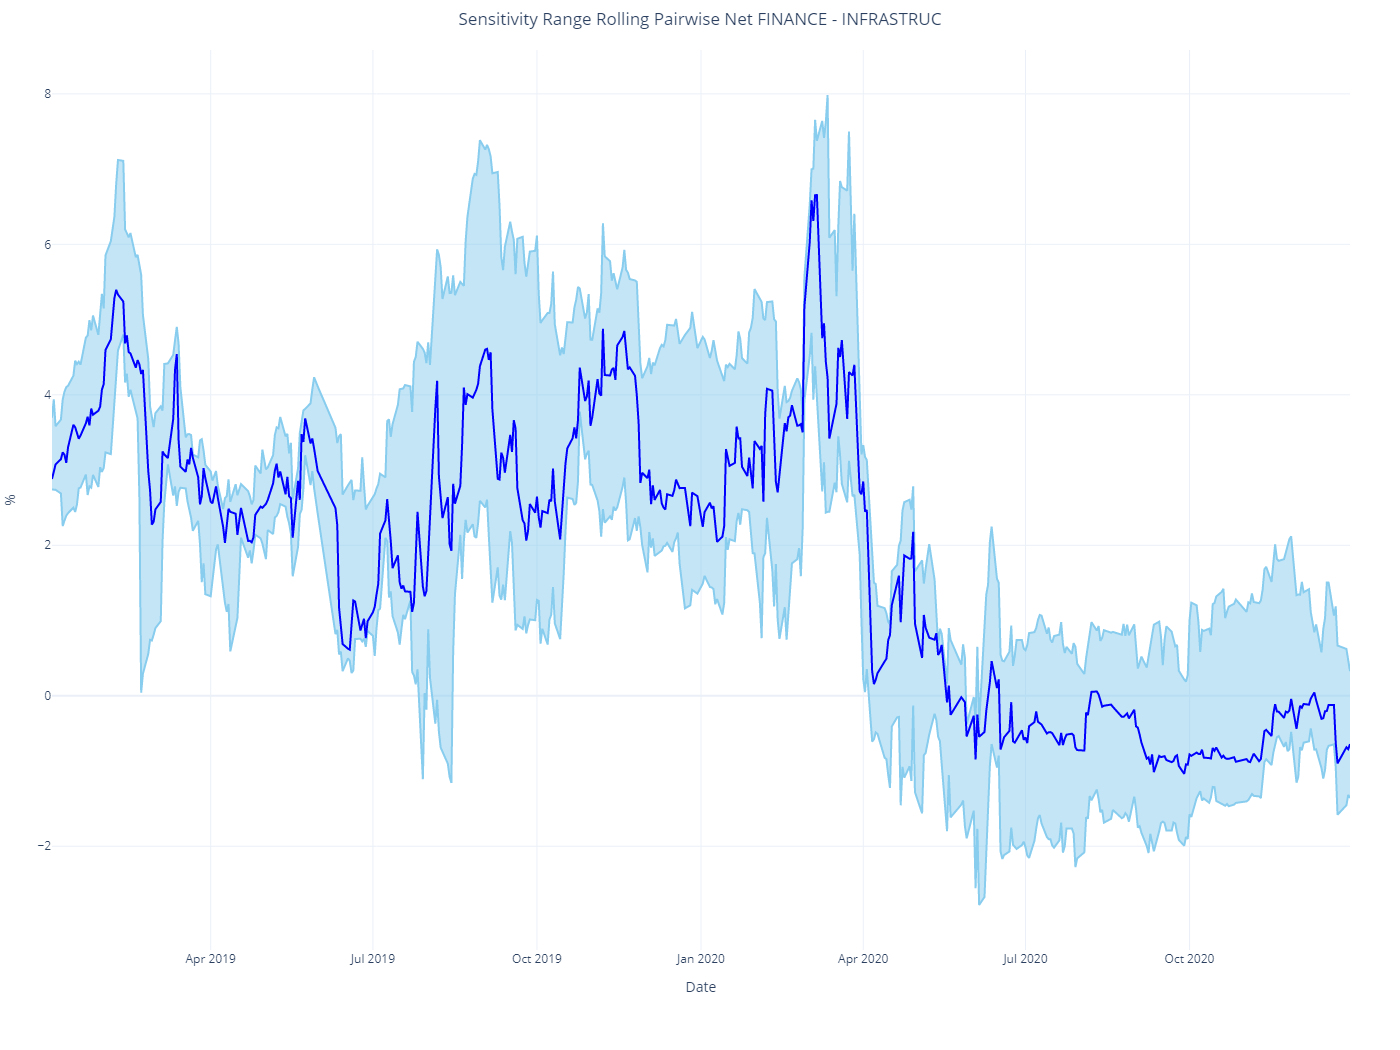 Sensitivity Range Rolling Pairwise Net FINANCE - INFRASTRUC
8
6
4
2
0
−2
%
Apr 2019
Jul 2019
Oct 2019
Jan 2020
Apr 2020
Jul 2020
Oct 2020
Date